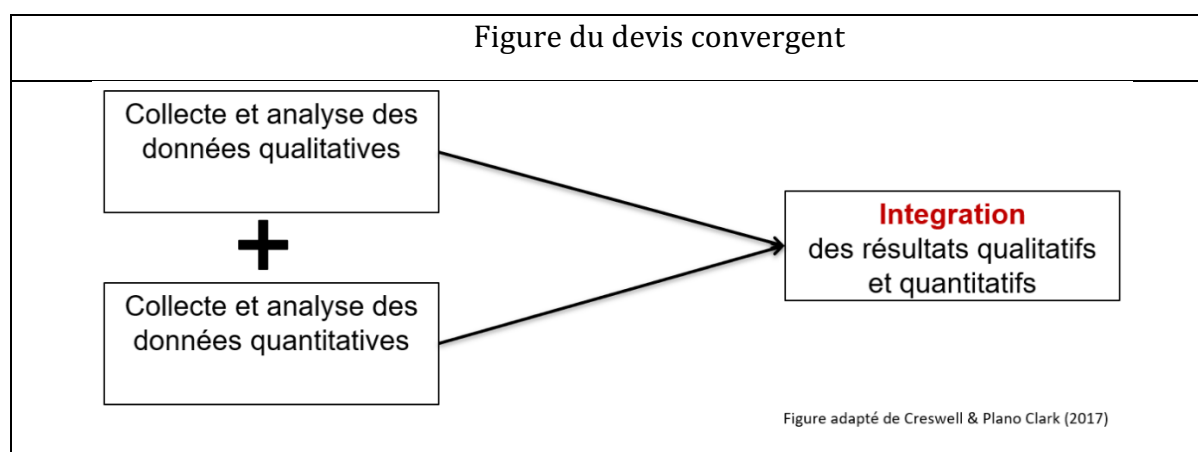 Figure du devis convergent
Collecte et analyse des
données qualitatives
+
Collecte et analyse des
données quantitatives
Integration
des résultats qualitatifs
et quantitatifs
Figure adapté de Creswell & Plano Clark (2017)